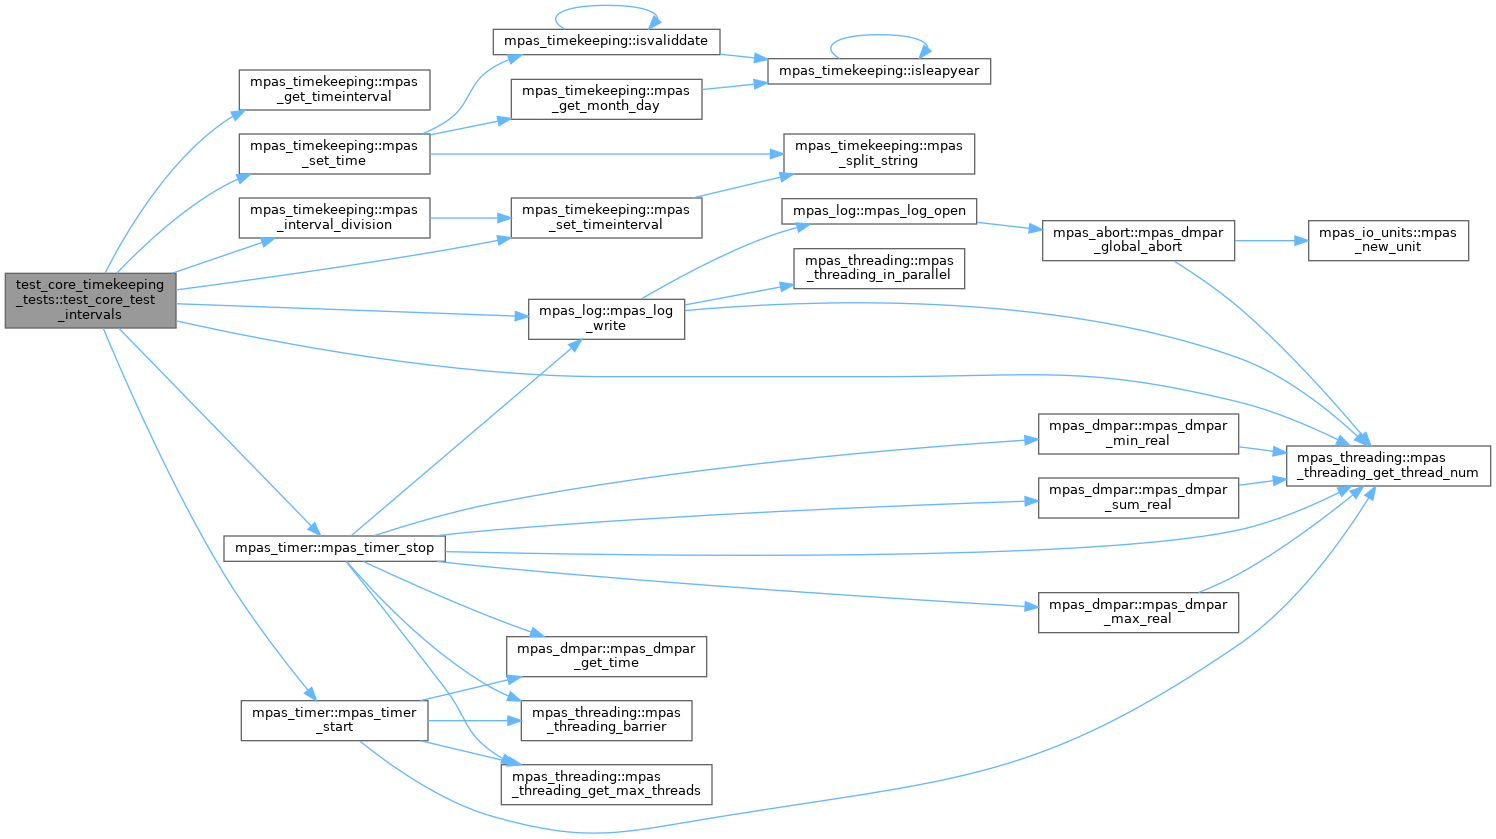 mpas_timekeeping::isvaliddate
mpas_timekeeping::isleapyear
mpas_timekeeping::mpas
_get_timeinterval
mpas_timekeeping::mpas
_get_month_day
mpas_timekeeping::mpas
_set_time
mpas_timekeeping::mpas
_split_string
mpas_timekeeping::mpas
_interval_division
mpas_timekeeping::mpas
_set_timeinterval
mpas_log::mpas_log_open
mpas_abort::mpas_dmpar
_global_abort
mpas_io_units::mpas
_new_unit
mpas_threading::mpas
_threading_in_parallel
test_core_timekeeping
_tests::test_core_test
_intervals
mpas_log::mpas_log
_write
mpas_dmpar::mpas_dmpar
_min_real
mpas_threading::mpas
_threading_get_thread_num
mpas_dmpar::mpas_dmpar
_sum_real
mpas_timer::mpas_timer_stop
mpas_dmpar::mpas_dmpar
_max_real
mpas_dmpar::mpas_dmpar
_get_time
mpas_timer::mpas_timer
_start
mpas_threading::mpas
_threading_barrier
mpas_threading::mpas
_threading_get_max_threads